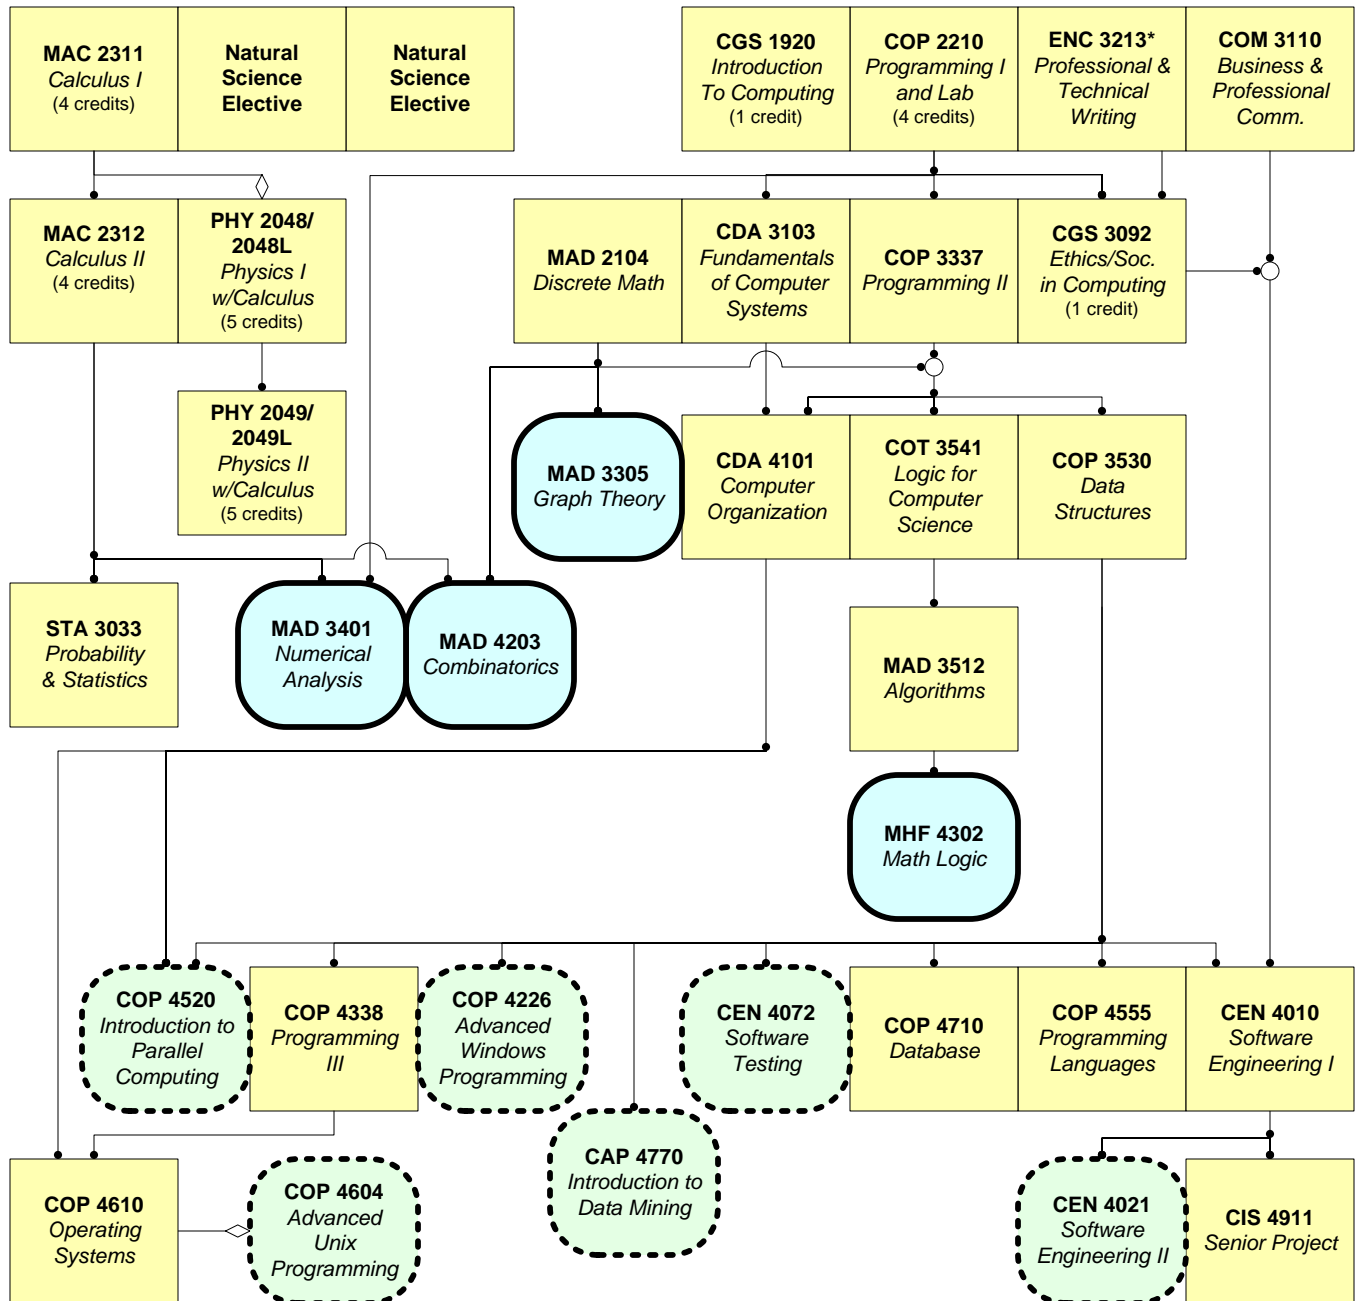 MAC 2311
Calculus I
(4 credits)
Natural
Science
Elective
Natural
Science
Elective
CGS 1920
Introduction
To Computing
(1 credit)
COP 2210
Programming I
and Lab
(4 credits)
ENC 3213*
Professional &
Technical
Writing
COM 3110
Business &
Professional
Comm.
MAC 2312
Calculus II
(4 credits)
PHY 2048/
2048L
Physics I
w/Calculus
(5 credits)
MAD 2104
Discrete Math
CDA 3103
Fundamentals
of Computer
Systems
COP 3337
Programming II
CGS 3092
Ethics/Soc.
in Computing
(1 credit)
PHY 2049/
2049L
Physics II
w/Calculus
(5 credits)
MAD 3305
Graph Theory
CDA 4101
Computer
Organization
COT 3541
Logic for
Computer
Science
COP 3530
Data
Structures
STA 3033
Probability
& Statistics
MAD 3401
Numerical
Analysis
MAD 4203
Combinatorics
MAD 3512
Algorithms
MHF 4302
Math Logic
COP 4520
Introduction to
Parallel
Computing
COP 4338
Programming
III
COP 4226
Advanced
Windows
Programming
CEN 4072
Software
Testing
COP 4710
Database
COP 4555
Programming
Languages
CEN 4010
Software
Engineering I
COP 4610
Operating
Systems
COP 4604
Advanced
Unix
Programming
CAP 4770
Introduction to
Data Mining
CEN 4021
Software
Engineering II
CIS 4911
Senior Project